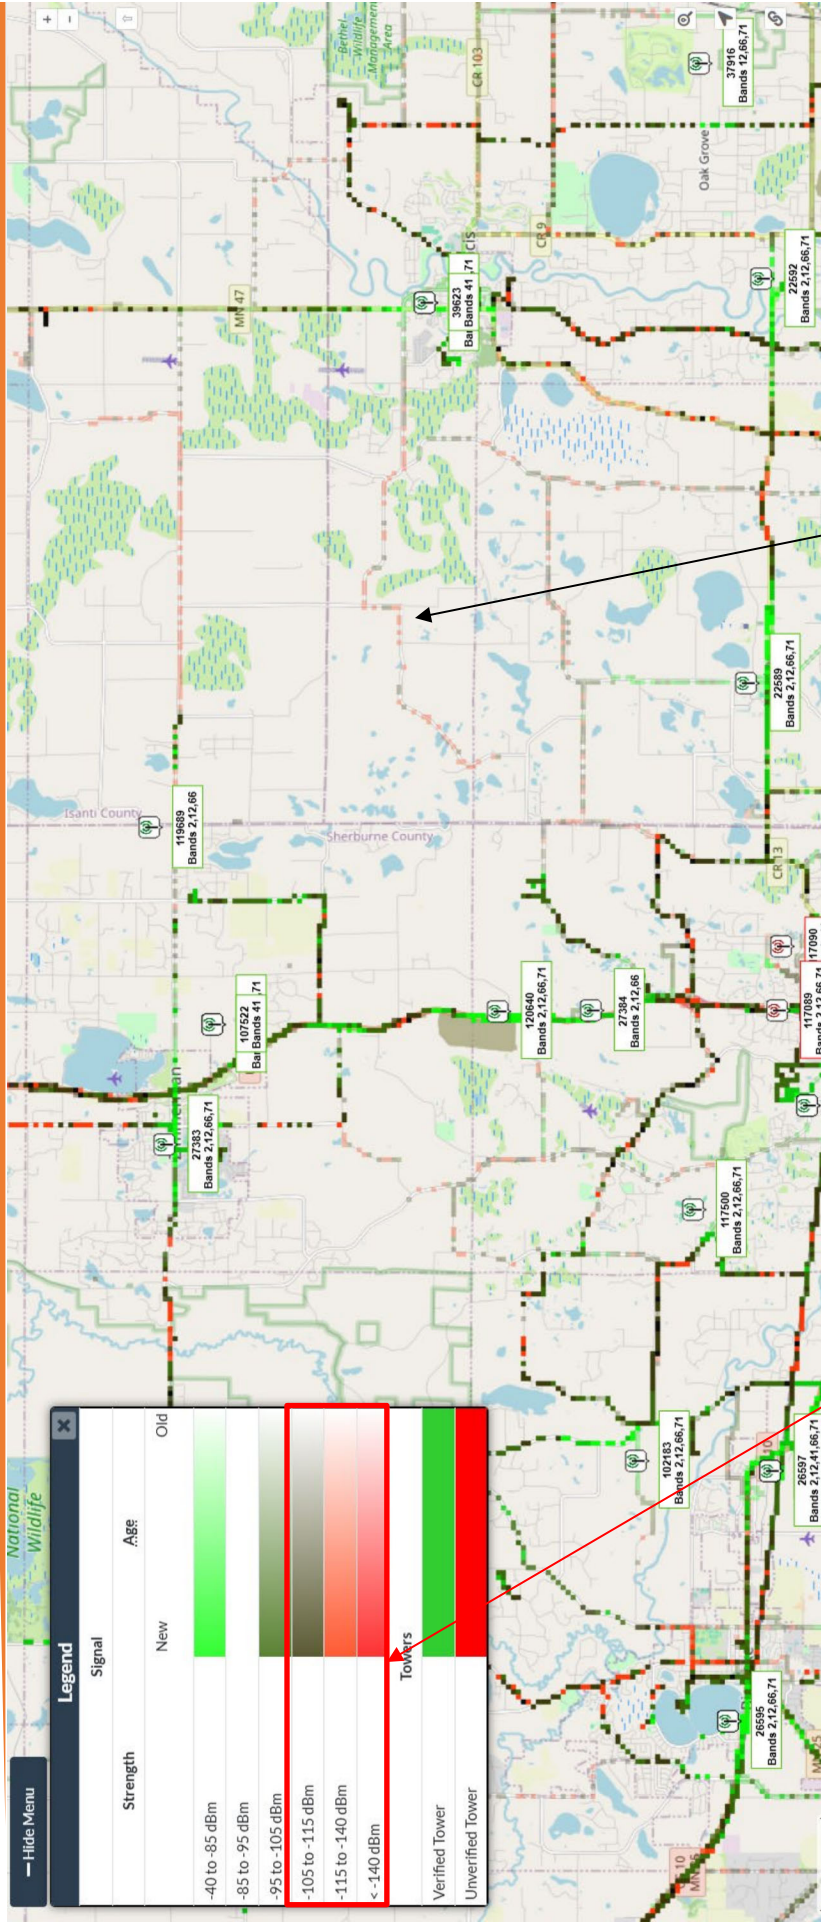 — Hide Menu
National
Wildlife
+
−
Legend
Signal
Strength
Age
New
Old
-40 to -85 dBm
-85 to -95 dBm
-95 to -105 dBm
-105 to -115 dBm
-115 to -140 dBm
< -140 dBm
Towers
Verified Tower
Unverified Tower
Isanti County
Sherburne County
27383
Bands 2,12,66,71
107522
Bands 41
,71
119689
Bands 2,12,66
MN 47
Bethel
Wildlife
Management
Area
CR 103
39623
Bands 41
,71
CR 9
120640
Bands 2,12,66,71
27384
Bands 2,12,66
102183
Bands 2,12,66,71
117500
Bands 2,12,66,71
Oak Grove
37916
Bands 12,66,71
26595
Bands 2,12,66,71
26597
Bands 2,12,41,66,71
117089
17090
CR 13
22589
Bands 2,12,66,71
22592
Bands 2,12,66,71